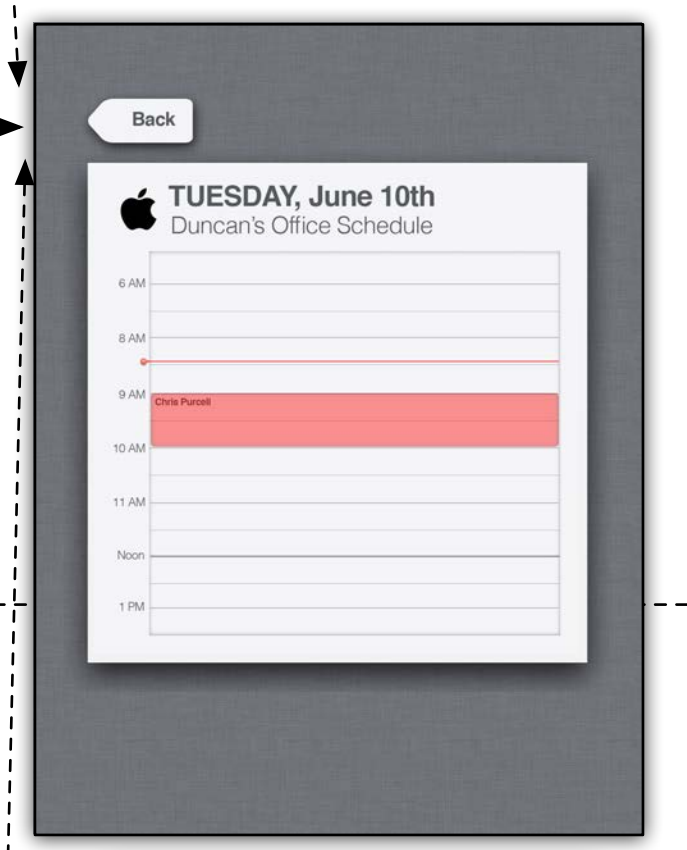 Back
TUESDAY, June 10th
Duncan's Office Schedule
6 AM
8 AM
9 AM
Chris Purcell
10 AM
11 AM
Noon
1 PM